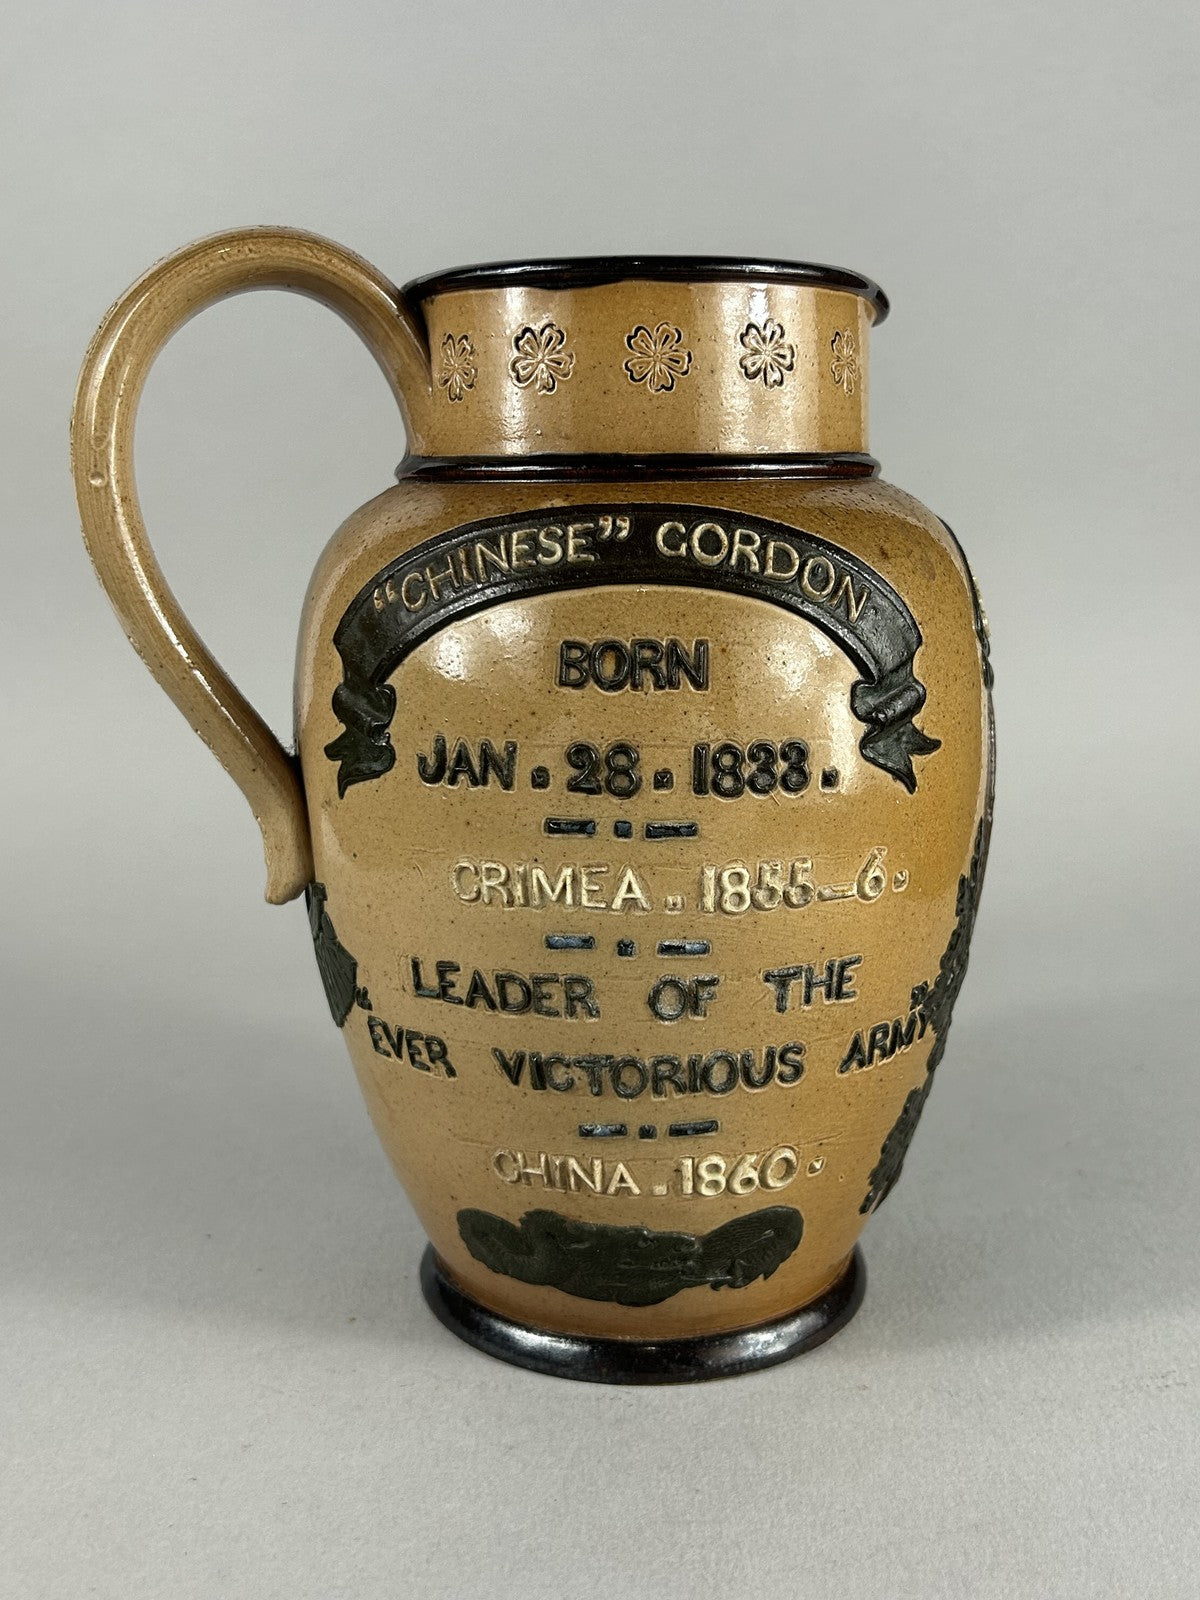 “CHINESE” GORDON
BORN
JAN . 28 . 1833 .
CRIMEA . 1855-6 .
LEADER OF THE
“EVER VICTORIOUS ARMY”
CHINA . 1860 .